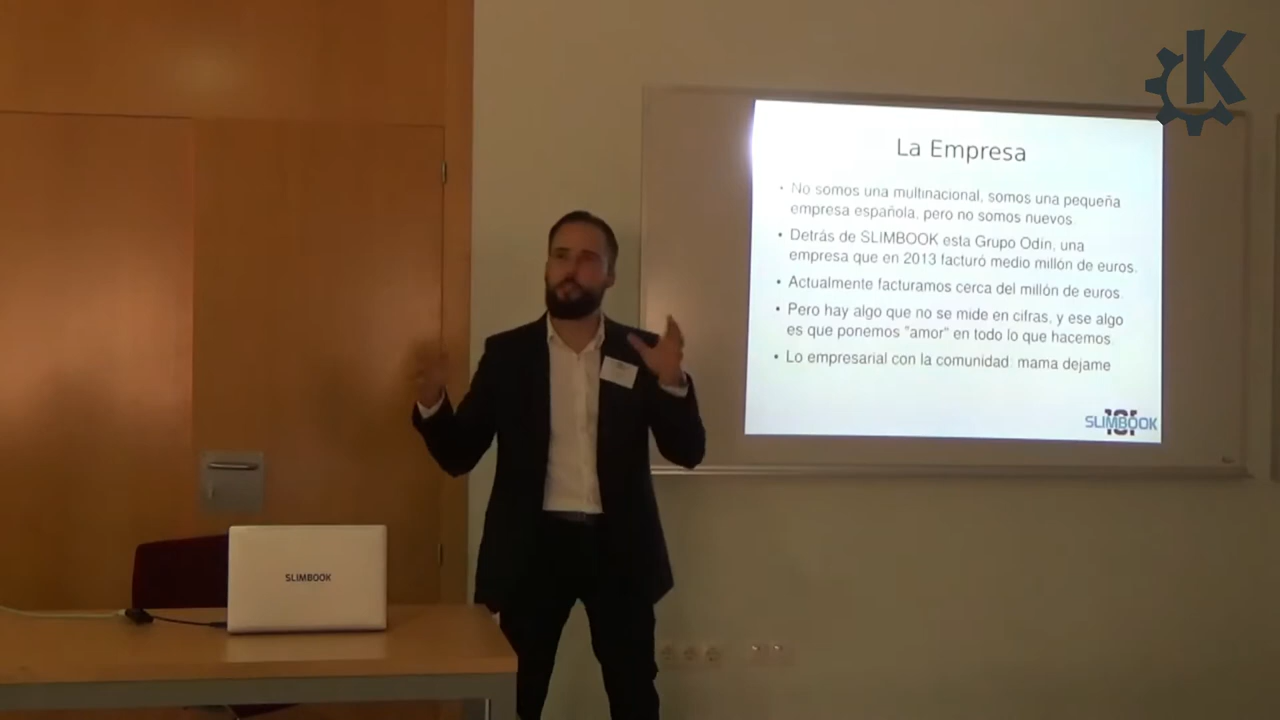 La Empresa
• No somos una multinacional, somos una pequeña
empresa española, pero no somos nuevos.
• Detrás de SLIMBOOK esta Grupo Odín, una
empresa que en 2013 facturó medio millón de euros.
• Actualmente facturamos cerca del millón de euros.
• Pero hay algo que no se mide en cifras, y ese algo
es que ponemos "amor" en todo lo que hacemos.
• Lo empresarial con la comunidad: mama dejame
SLIMBOOK
SLIMBOOK
K